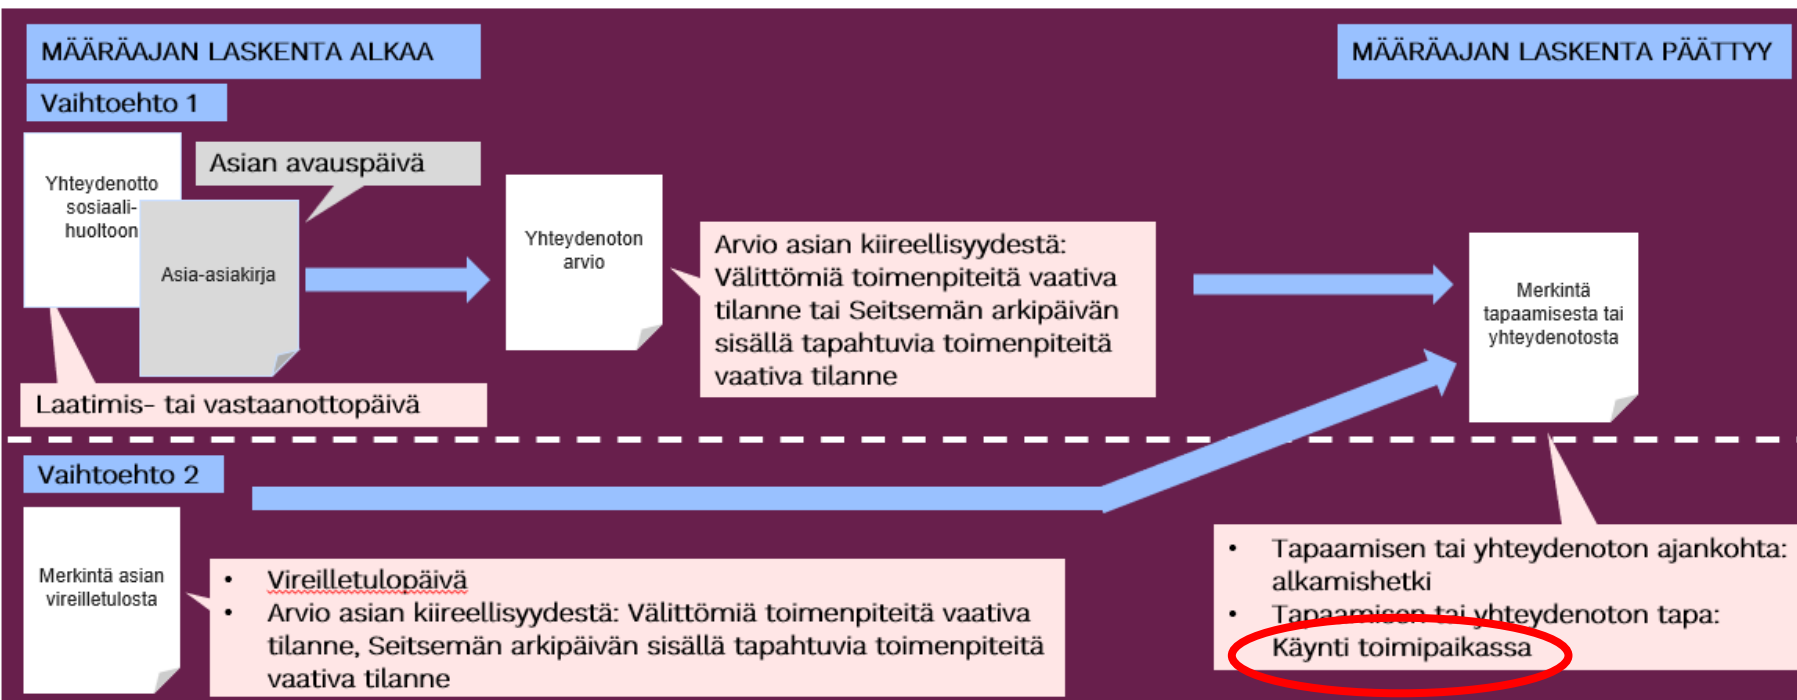 MÄÄRÄAJAN LASKENTA ALKAA
MÄÄRÄAJAN LASKENTA PÄÄTTYY
Vaihtoehto 1
Yhteydenotto
sosiaali-
huoltoon
Asian avauspäivä
Asia-asiakirja
Laatimis- tai vastaanottopäivä
Yhteydenoton
arvio
Arvio asian kiireellisyydestä:
Välittömiä toimenpiteitä vaativa
tilanne tai Seitsemän arkipäivän
sisällä tapahtuvia toimenpiteitä
vaativa tilanne
Merkintä
tapaamisesta tai
yhteydenotosta
Vaihtoehto 2
Merkintä asian
vireilletulosta
• Vireilletulopäivä
• Arvio asian kiireellisyydestä: Välittömiä toimenpiteitä vaativa
tilanne, Seitsemän arkipäivän sisällä tapahtuvia toimenpiteitä
vaativa tilanne
• Tapaamisen tai yhteydenoton ajankohta:
alkamishetki
• Tapaamisen tai yhteydenoton tapa:
Käynti toimipaikassa